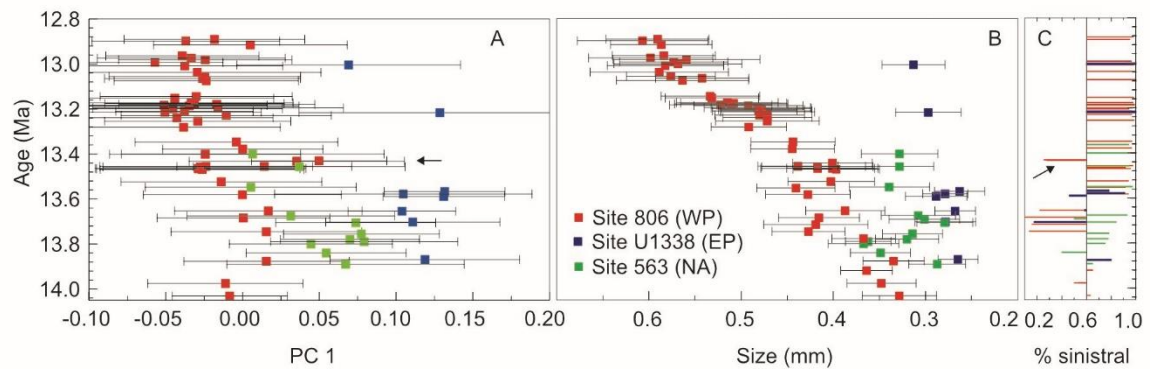 12.8
13.0
13.2
13.4
13.6
13.8
14.0
Age (Ma)
A
B
C
Site 806 (WP)
Site U1338 (EP)
Site 563 (NA)
-0.10 -0.05 0.00 0.05 0.10 0.15 0.20
0.6 0.5 0.4 0.3 0.2
0.2 0.6 1.0
PC 1
Size (mm)
% sinistral